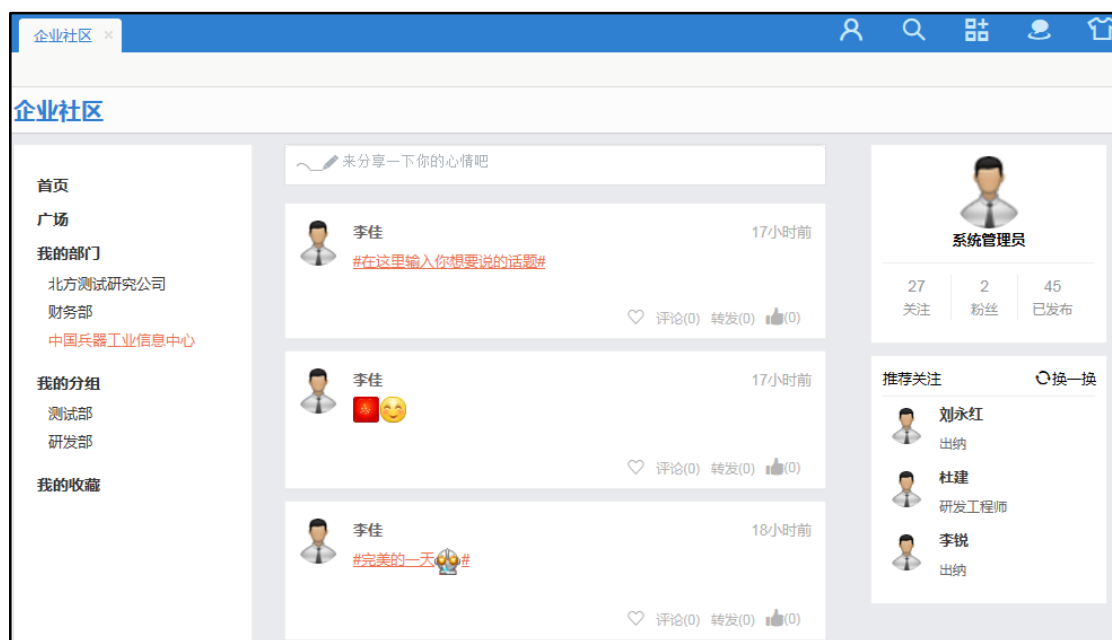 企业社区
企业社区
首页
广场
我的部门
北方测试研究公司
财务部
中国兵器工业信息中心
我的分组
测试部
研发部
我的收藏
来分享一下你的心情吧
李佳 17小时前
#在这里输入你想要说的话题#
评论(0) 转发(0) (0)
李佳 17小时前
评论(0) 转发(0) (0)
李佳 18小时前
#完美的一天#
评论(0) 转发(0) (0)
系统管理员
27 2 45
关注 粉丝 已发布
推荐关注 换一换
刘永红
出纳
杜建
研发工程师
李锐
出纳